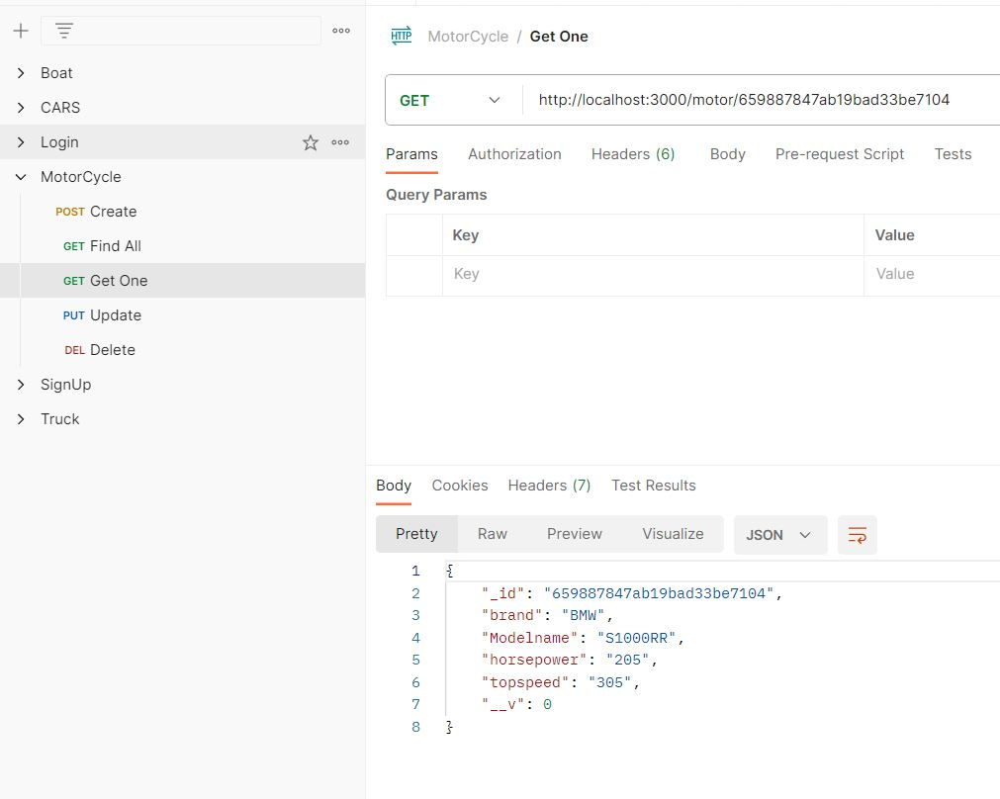 Boat
CARS
Login
MotorCycle
POST Create
GET Find All
GET Get One
PUT Update
DEL Delete
SignUp
Truck
HTTP MotorCycle / Get One
GET http://localhost:3000/motor/659887847ab19bad33be7104
Params Authorization Headers (6) Body Pre-request Script Tests
Query Params
Key Value
Key Value
Body Cookies Headers (7) Test Results
Pretty Raw Preview Visualize JSON
1 {
2 "_id": "659887847ab19bad33be7104",
3 "brand": "BMW",
4 "Modelname": "S1000RR",
5 "horsepower": "205",
6 "topspeed": "305",
7 "__v": 0
8 }